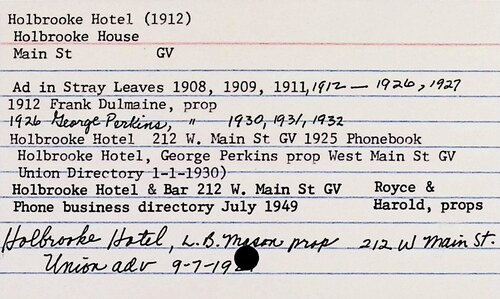 Holbrooke Hotel (1912)
Holbrooke House
Main St GV
Ad in Stray Leaves 1908, 1909, 1911, 1912 — 1926, 1927
1912 Frank Dulmaine, prop
1926 George Perkins, " 1930, 1931, 1932
Holbrooke Hotel 212 W. Main St GV 1925 Phonebook
Holbrooke Hotel, George Perkins prop West Main St GV
Union Directory 1-1-1930)
Holbrooke Hotel & Bar 212 W. Main St GV Royce &
Phone business directory July 1949 Harold, props
Holbrooke Hotel, L.B. Mason prop 212 W Main St.
Union adv 9-7-19